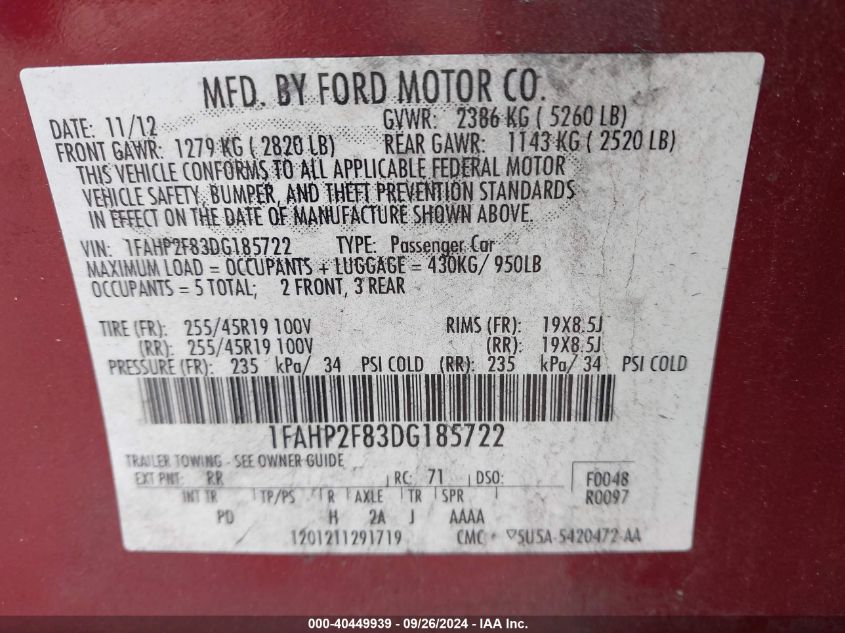 MFD. BY FORD MOTOR CO.
DATE: 11/12 GVWR: 2386 KG ( 5260 LB)
FRONT GAWR: 1279 KG ( 2820 LB) REAR GAWR: 1143 KG ( 2520 LB)
THIS VEHICLE CONFORMS TO ALL APPLICABLE FEDERAL MOTOR
VEHICLE SAFETY, BUMPER, AND THEFT PREVENTION STANDARDS
IN EFFECT ON THE DATE OF MANUFACTURE SHOWN ABOVE.
VIN: 1FAHP2F83DG185722 TYPE: Passenger Car
MAXIMUM LOAD = OCCUPANTS + LUGGAGE = 430KG/ 950LB
OCCUPANTS = 5 TOTAL; 2 FRONT, 3 REAR
TIRE (FR): 255/45R19 100V RIMS (FR): 19X8.5J
(RR): 255/45R19 100V (RR): 19X8.5J
PRESSURE (FR): 235 kPa/ 34 PSI COLD (RR): 235 kPa/ 34 PSI COLD
1FAHP2F83DG185722
TRAILER TOWING - SEE OWNER GUIDE
EXT PNT: RR RC: 71 DSO: F0048
INT TR TP/PS R AXLE TR SPR R0097
PD H 2A J AAAA
1201211291719 CMC ▽5U5A-5420472-AA
000-40449939 - 09/26/2024 - IAA Inc.